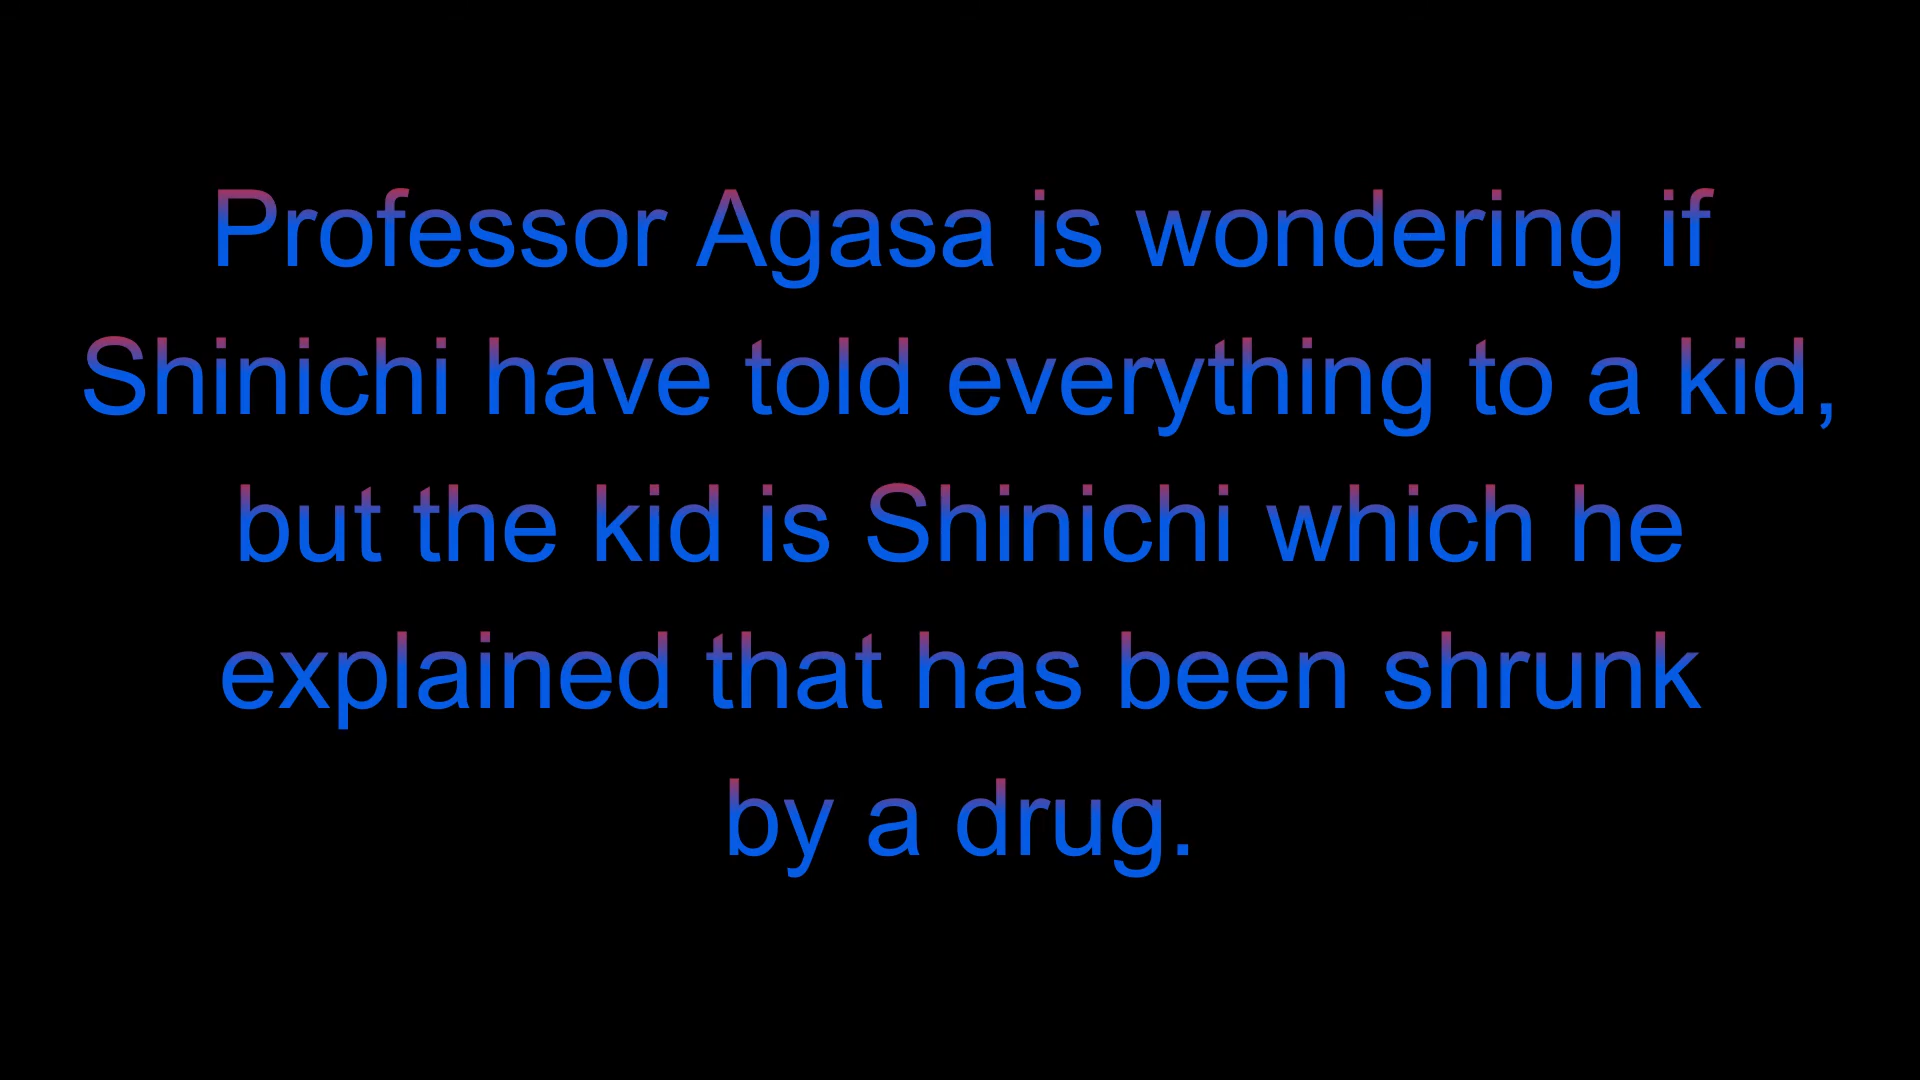 Professor Agasa is wondering if
Shinichi have told everything to a kid,
but the kid is Shinichi which he
explained that has been shrunk
by a drug.